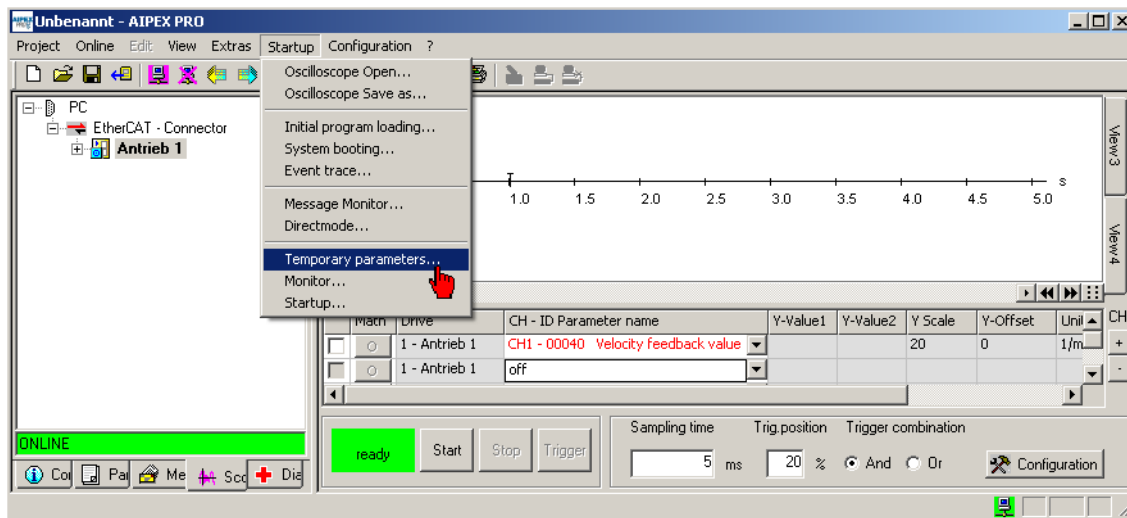 Unbenannt - AIPEX PRO
Project Online Edit View Extras Startup Configuration ?
Oscilloscope Open...
Oscilloscope Save as...
Initial program loading...
System booting...
Event trace...
Message Monitor...
Directmode...
Temporary parameters...
Monitor...
Startup...
PC
EtherCAT - Connector
Antrieb 1
View3
View4
1.0 1.5 2.0 2.5 3.0 3.5 4.0 4.5 5.0 s
Math Drive CH - ID Parameter name Y-Value1 Y-Value2 Y Scale Y-Offset Unit CH
1 - Antrieb 1 CH1 - 00040 Velocity feedback value 20 0 1/m +
1 - Antrieb 1 off -
ONLINE
Sampling time Trig.position Trigger combination
ready Start Stop Trigger 5 ms 20 % And Or Configuration
Co Pa Me Sco Dia